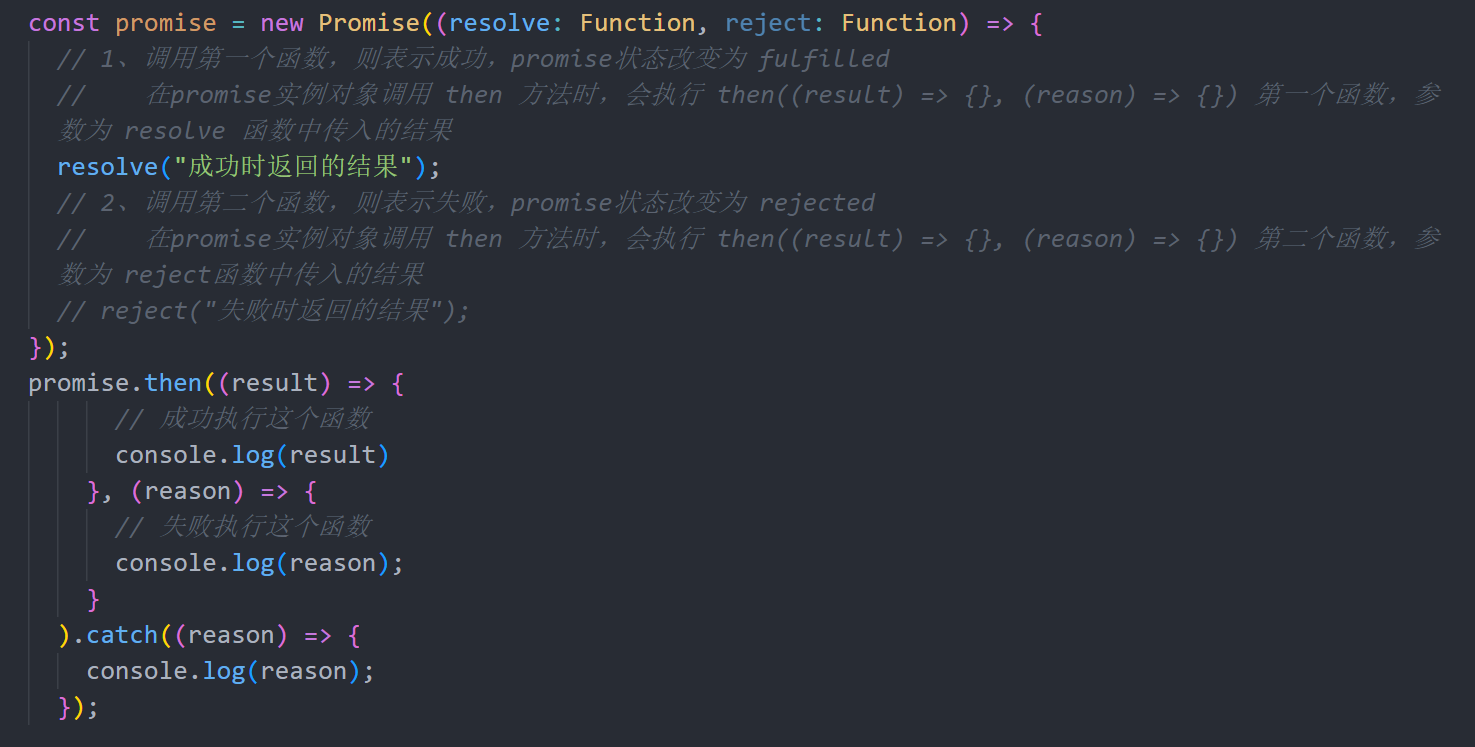 const promise = new Promise((resolve: Function, reject: Function) => {
// 1、调用第一个函数，则表示成功，promise状态改变为 fulfilled
//    在promise实例对象调用 then 方法时，会执行 then((result) => {}, (reason) => {}) 第一个函数，参
数为 resolve 函数中传入的结果
resolve("成功时返回的结果");
// 2、调用第二个函数，则表示失败，promise状态改变为 rejected
//    在promise实例对象调用 then 方法时，会执行 then((result) => {}, (reason) => {}) 第二个函数，参
数为 reject函数中传入的结果
// reject("失败时返回的结果");
});
promise.then((result) => {
// 成功执行这个函数
console.log(result)
}, (reason) => {
// 失败执行这个函数
console.log(reason);
}
).catch((reason) => {
console.log(reason);
});